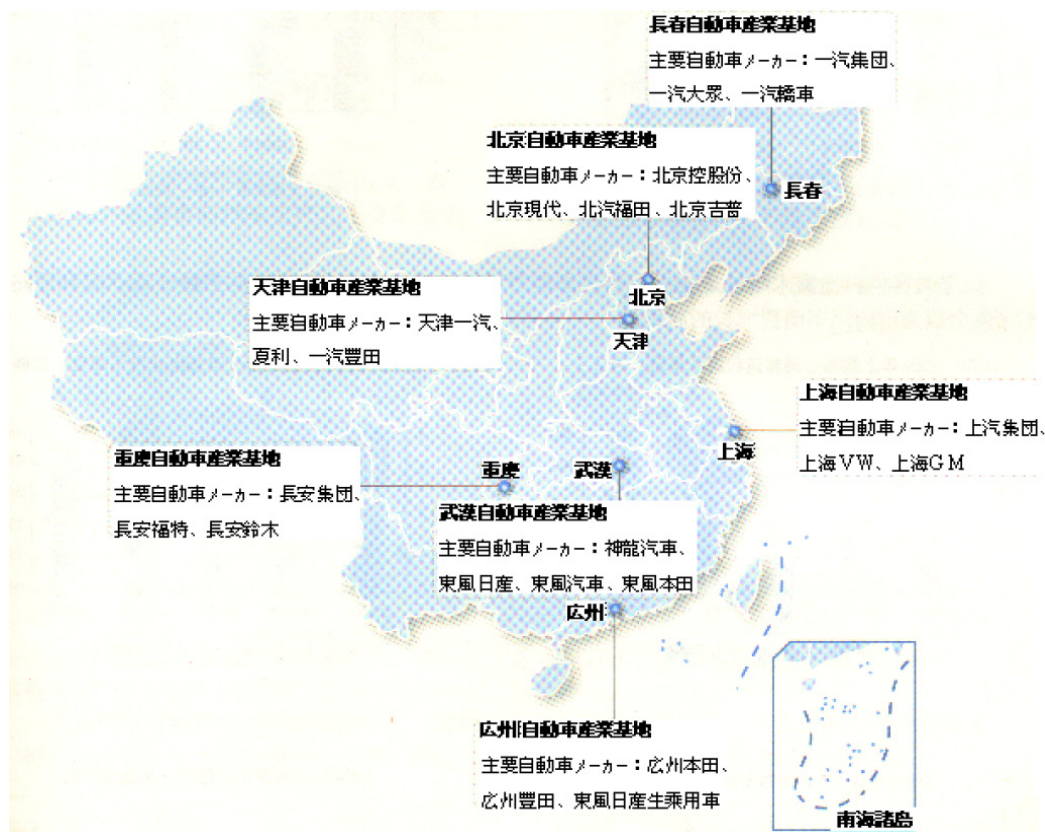 長春自動車産業基地
主要自動車メーカー：一汽集団、
一汽大眾、一汽轎車
北京自動車産業基地
主要自動車メーカー：北京控股份、
北京現代、北汽福田、北京吉普
長春
北京
天津自動車産業基地
主要自動車メーカー：天津一汽、
夏利、一汽豐田
天津
上海自動車産業基地
主要自動車メーカー：上汽集団、
上海ＶＷ、上海ＧＭ
上海
重慶自動車産業基地
主要自動車メーカー：長安集団、
長安福特、長安鈴木
重慶
武漢
武漢自動車産業基地
主要自動車メーカー：神龍汽車、
東風日産、東風汽車、東風本田
広州
広州自動車産業基地
主要自動車メーカー：広州本田、
広州豐田、東風日産生乗用車
南海諸島